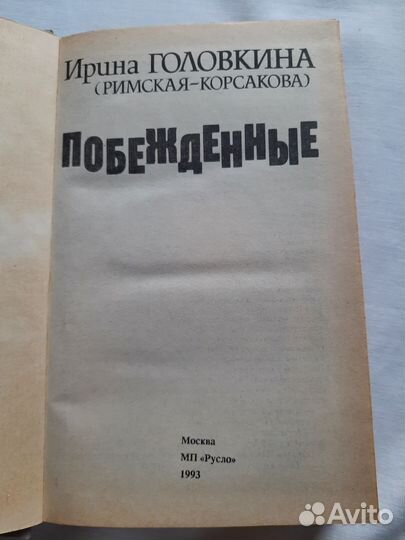 Ирина ГОЛОВКИНА
(РИМСКАЯ-КОРСАКОВА)
ПОБЕЖДЕННЫЕ
Москва
МП «Русло»
1993
Avito